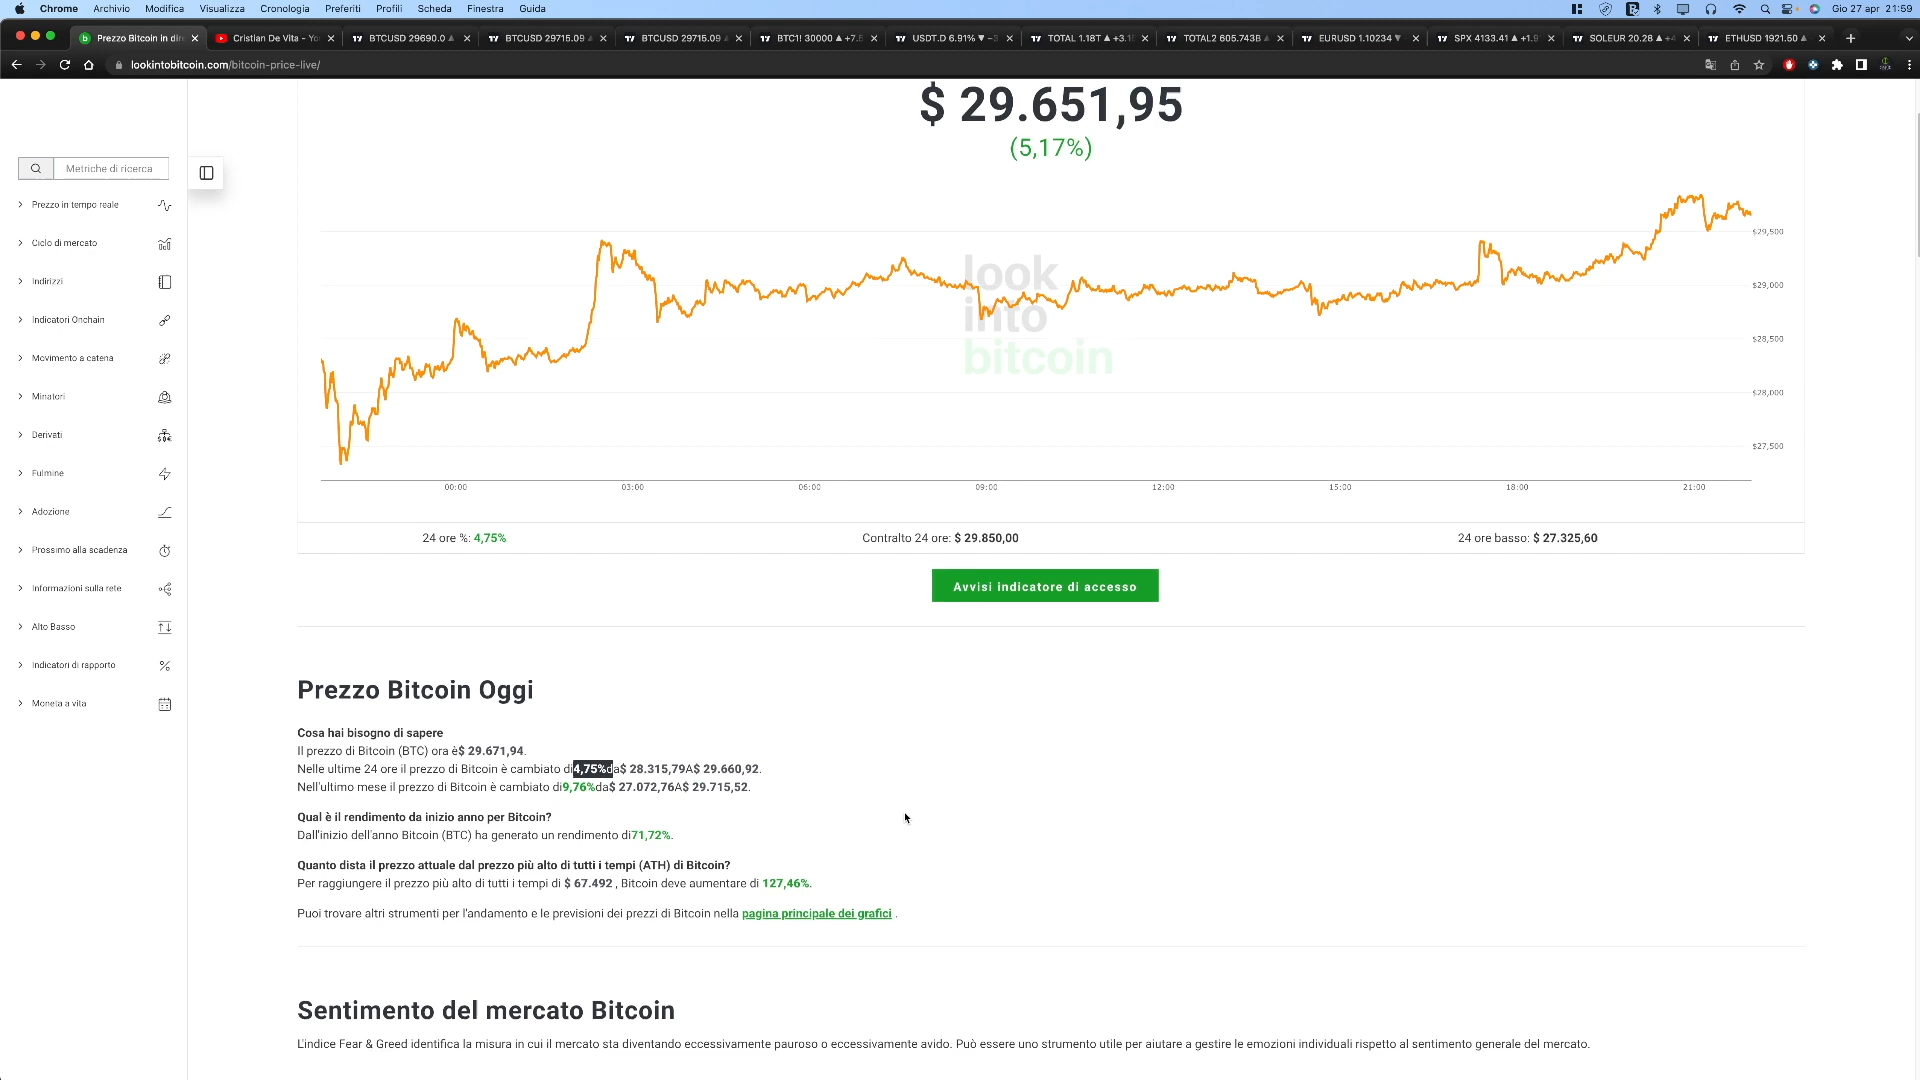 Chrome Archivio Modifica Visualizza Cronologia Preferiti Profili Scheda Finestra Guida Gio 27 apr 21:59
Prezzo Bitcoin in dir Cristian De Vita - Yo BTCUSD 29690.0 BTCUSD 29715.09 BTCUSD 29715.09 BTC1! 30000 ▲ +7. USDT.D 6.91% ▼ − TOTAL 1.18T ▲ +3. TOTAL2 605.743B EURUSD 1.10234 ▼ SPX 4133.41 ▲ +1.9 SOLEUR 20.28 ▲ + ETHUSD 1921.50 ▲
lookintobitcoin.com/bitcoin-price-live/
$ 29.651,95
(5,17%)
Metriche di ricerca
Prezzo in tempo reale
Ciclo di mercato
Indirizzi
Indicatori Onchain
Movimento a catena
Minatori
Derivati
Fulmine
Adozione
Prossimo alla scadenza
Informazioni sulla rete
Alto Basso
Indicatori di rapporto
Moneta a vita
look
into
bitcoin
$29,500
$29,000
$28,500
$28,000
$27,500
00:00 03:00 06:00 09:00 12:00 15:00 18:00 21:00
24 ore %: 4,75% Contralto 24 ore: $ 29.850,00 24 ore basso: $ 27.325,60
Avvisi indicatore di accesso
Prezzo Bitcoin Oggi
Cosa hai bisogno di sapere
Il prezzo di Bitcoin (BTC) ora è$ 29.671,94.
Nelle ultime 24 ore il prezzo di Bitcoin è cambiato di4,75%da$ 28.315,79A$ 29.660,92.
Nell'ultimo mese il prezzo di Bitcoin è cambiato di9,76%da$ 27.072,76A$ 29.715,52.
Qual è il rendimento da inizio anno per Bitcoin?
Dall'inizio dell'anno Bitcoin (BTC) ha generato un rendimento di71,72%.
Quanto dista il prezzo attuale dal prezzo più alto di tutti i tempi (ATH) di Bitcoin?
Per raggiungere il prezzo più alto di tutti i tempi di $ 67.492 , Bitcoin deve aumentare di 127,46%.
Puoi trovare altri strumenti per l'andamento e le previsioni dei prezzi di Bitcoin nella pagina principale dei grafici .
Sentimento del mercato Bitcoin
L'indice Fear & Greed identifica la misura in cui il mercato sta diventando eccessivamente pauroso o eccessivamente avido. Può essere uno strumento utile per aiutare a gestire le emozioni individuali rispetto al sentimento generale del mercato.